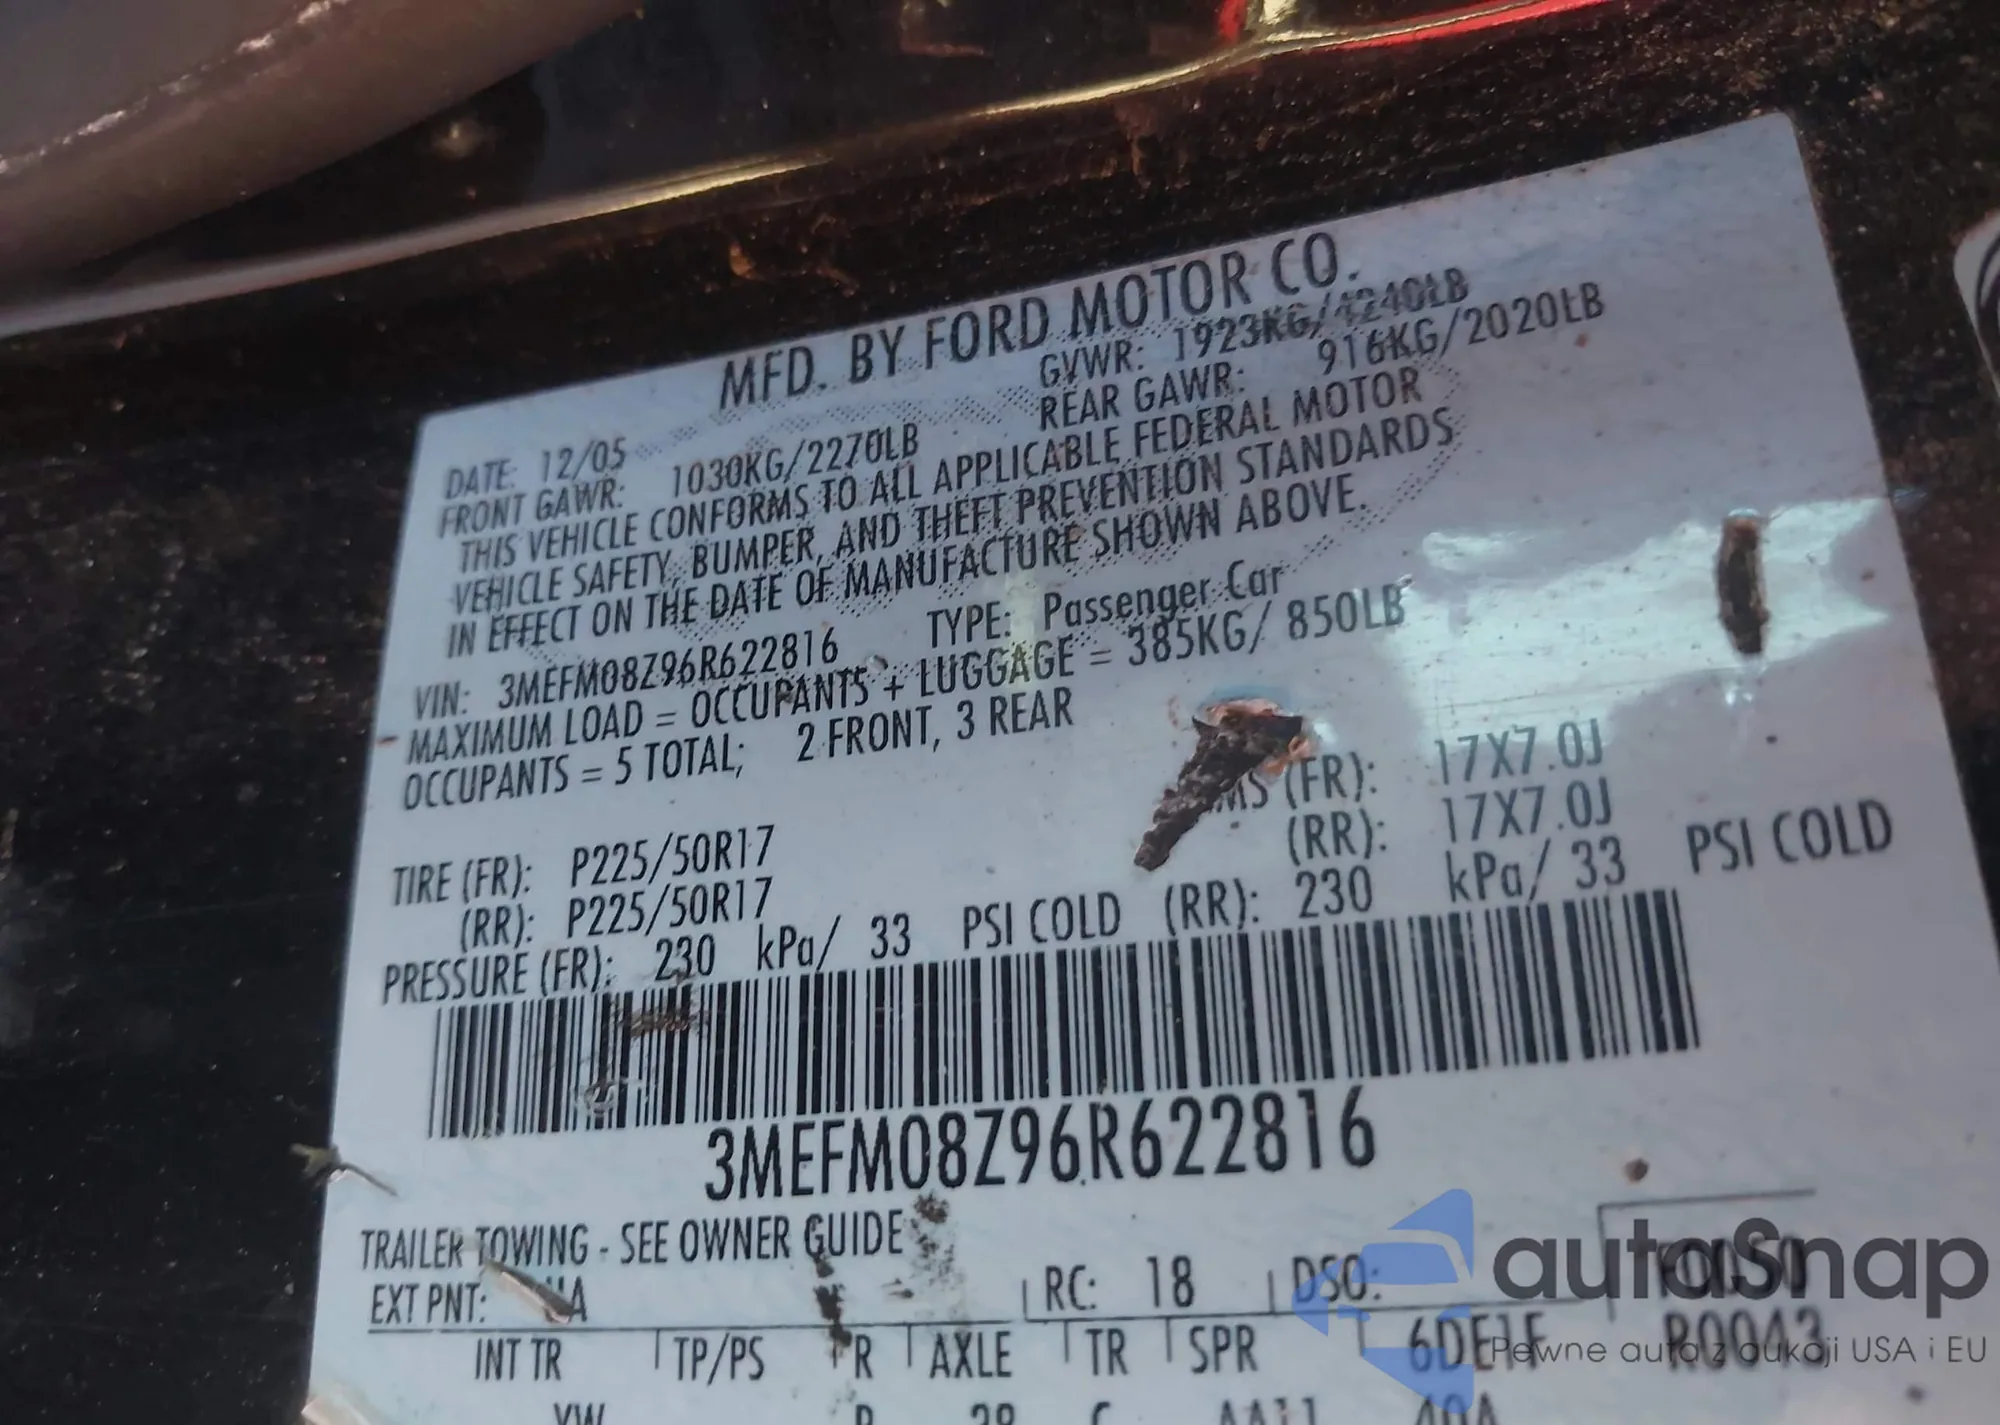 MFD. BY FORD MOTOR CO.
DATE: 12/05 GVWR: 1923KG/4240LB
FRONT GAWR: 1030KG/2270LB REAR GAWR: 916KG/2020LB
THIS VEHICLE CONFORMS TO ALL APPLICABLE FEDERAL MOTOR
VEHICLE SAFETY, BUMPER, AND THEFT PREVENTION STANDARDS
IN EFFECT ON THE DATE OF MANUFACTURE SHOWN ABOVE.
VIN: 3MEFM08Z96R622816 TYPE: Passenger Car
MAXIMUM LOAD = OCCUPANTS + LUGGAGE = 385KG/ 850LB
OCCUPANTS = 5 TOTAL; 2 FRONT, 3 REAR
TIRE (FR): P225/50R17 (FR): 17X7.0J
(RR): P225/50R17 (RR): 17X7.0J
PRESSURE (FR): 230 kPa/ 33 PSI COLD (RR): 230 kPa/ 33 PSI COLD
3MEFM08Z96R622816
TRAILER TOWING - SEE OWNER GUIDE
EXT PNT: RC: 18 DSO:
INT TR TP/PS R AXLE TR SPR 6DE1F R0043
YW
autaSnap
Pewne auta z aukcji USA i EU